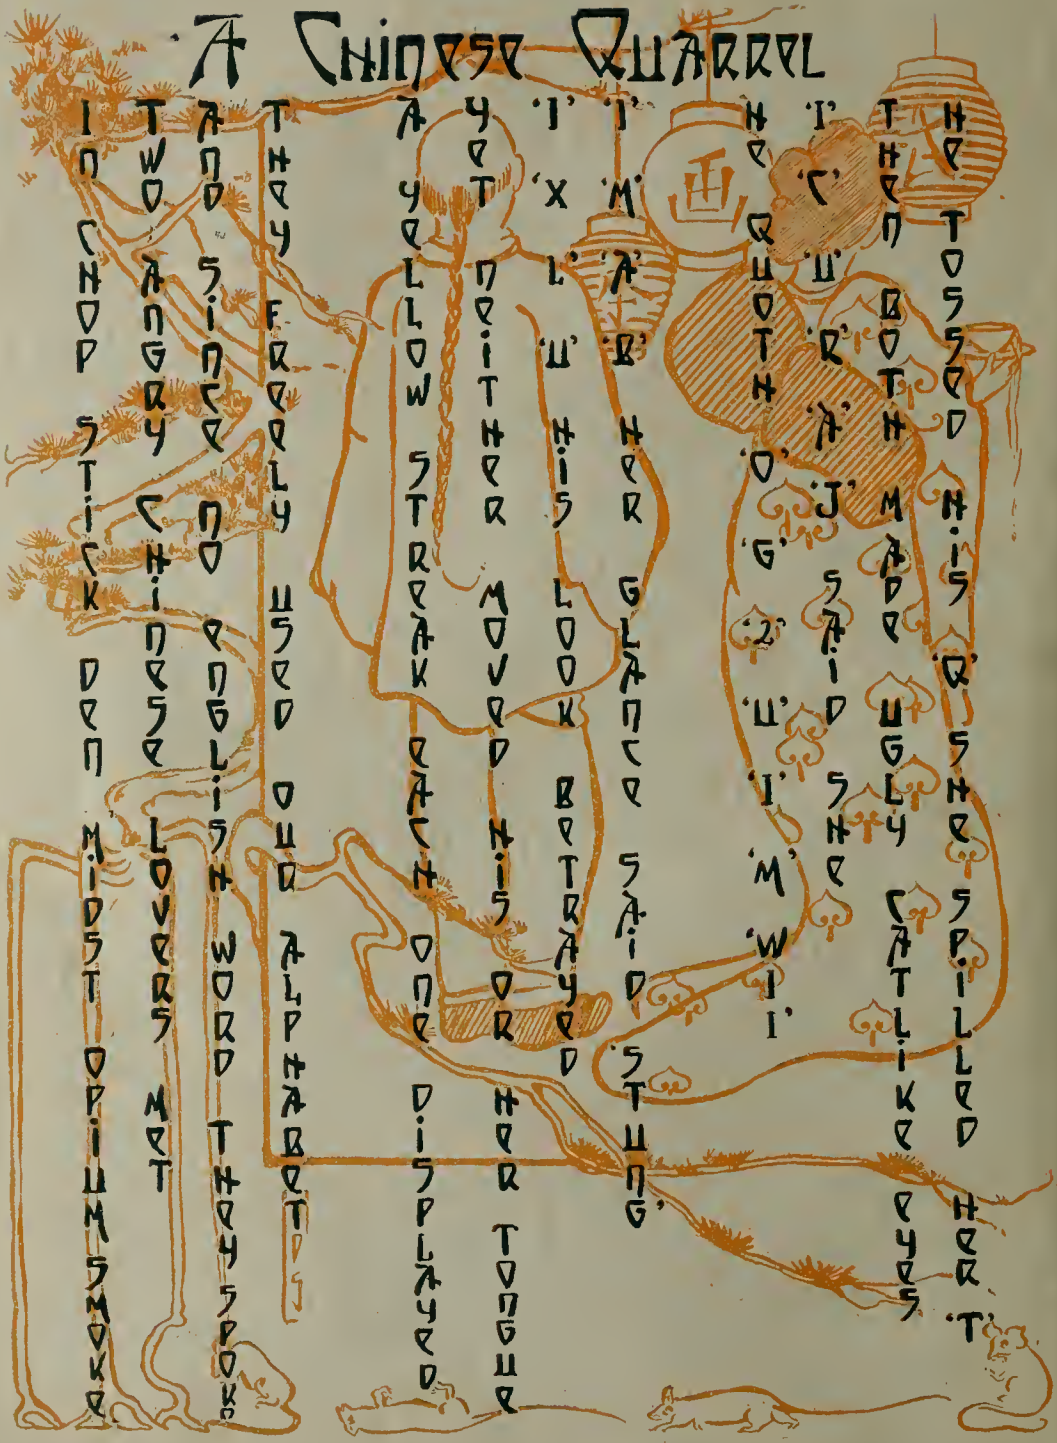 A Chinese Quarrel
In Chop Stick Den Midst Opiumsmoke
Two Angry Chinese Lovers Met
And Since No English Word They Spoke
They Freely Used Our Alphabet
A Yellow Streak Each One Displayed
Yet Neither Moved His Or Her Tongue
'I' 'X' L' 'U' His Look Betrayed
'I' 'M' 'A' 'B' Her Glance Said 'Stung'
He Quoth 'O' 'G' '2' 'U' 'I' 'M' 'W I I'
'I' 'C' 'U' 'R' 'A' 'J' Said She
Then Both Made Ugly Catlike Eyes
He Tossed His 'Q' She Spilled Her 'T'